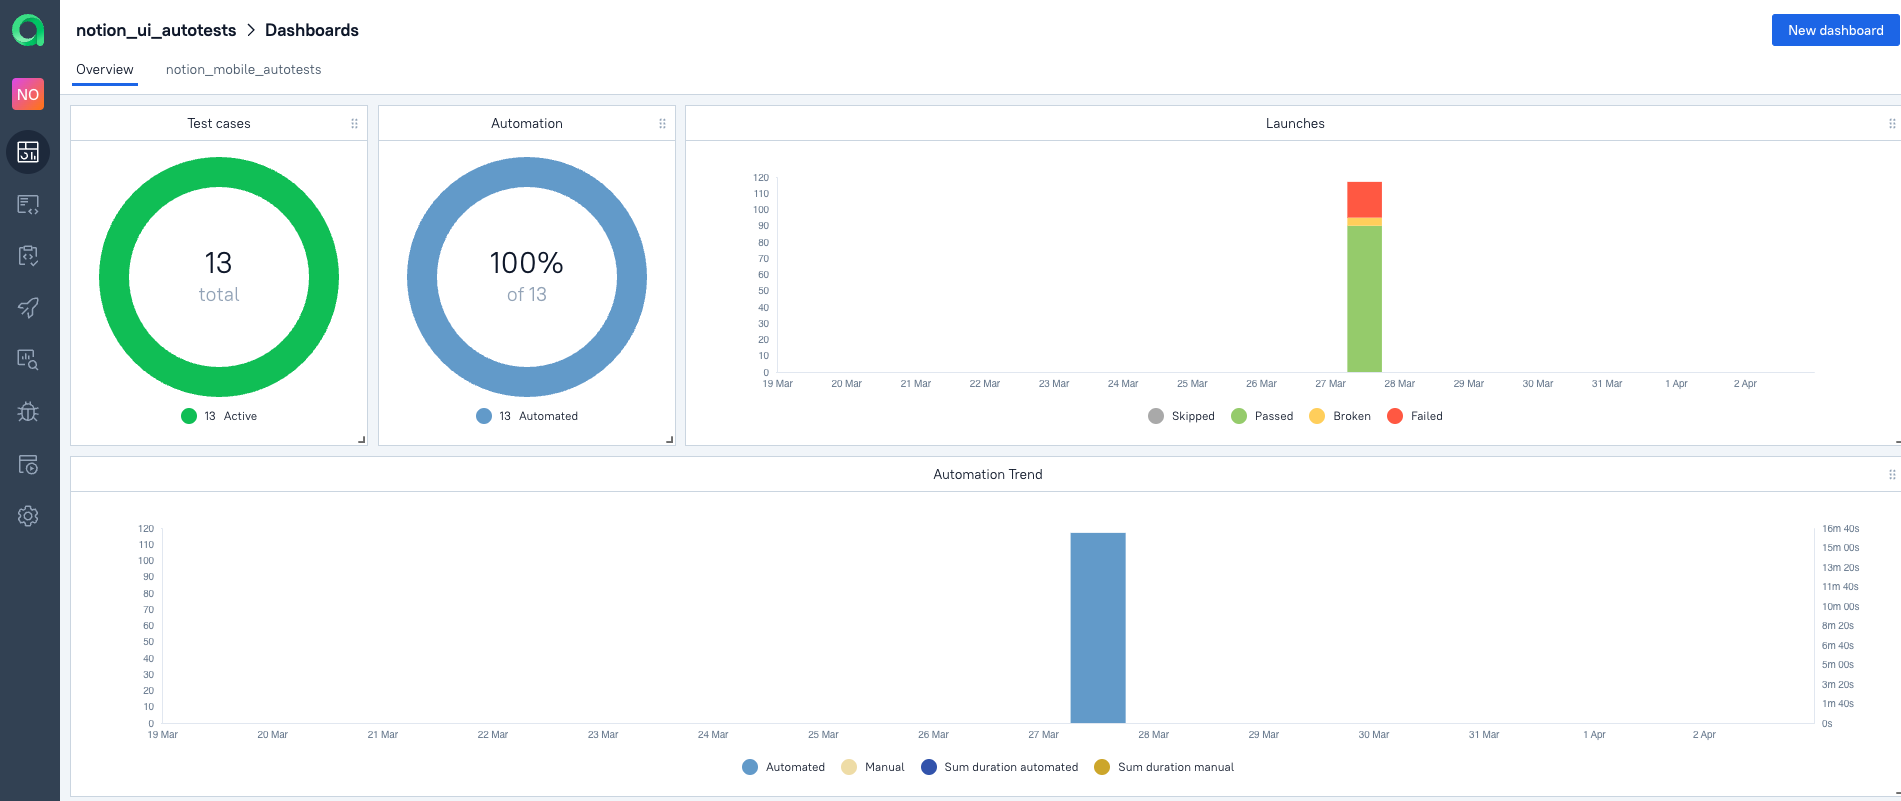 notion_ui_autotests > Dashboards
New dashboard
Overview notion_mobile_autotests
NO
Test cases
13
total
13 Active
Automation
100%
of 13
13 Automated
Launches
120
110
100
90
80
70
60
50
40
30
20
10
0
19 Mar 20 Mar 21 Mar 22 Mar 23 Mar 24 Mar 25 Mar 26 Mar 27 Mar 28 Mar 29 Mar 30 Mar 31 Mar 1 Apr 2 Apr
Skipped Passed Broken Failed
Automation Trend
120
110
100
90
80
70
60
50
40
30
20
10
0
16m 40s
15m 00s
13m 20s
11m 40s
10m 00s
8m 20s
6m 40s
5m 00s
3m 20s
1m 40s
0s
19 Mar 20 Mar 21 Mar 22 Mar 23 Mar 24 Mar 25 Mar 26 Mar 27 Mar 28 Mar 29 Mar 30 Mar 31 Mar 1 Apr 2 Apr
Automated Manual Sum duration automated Sum duration manual